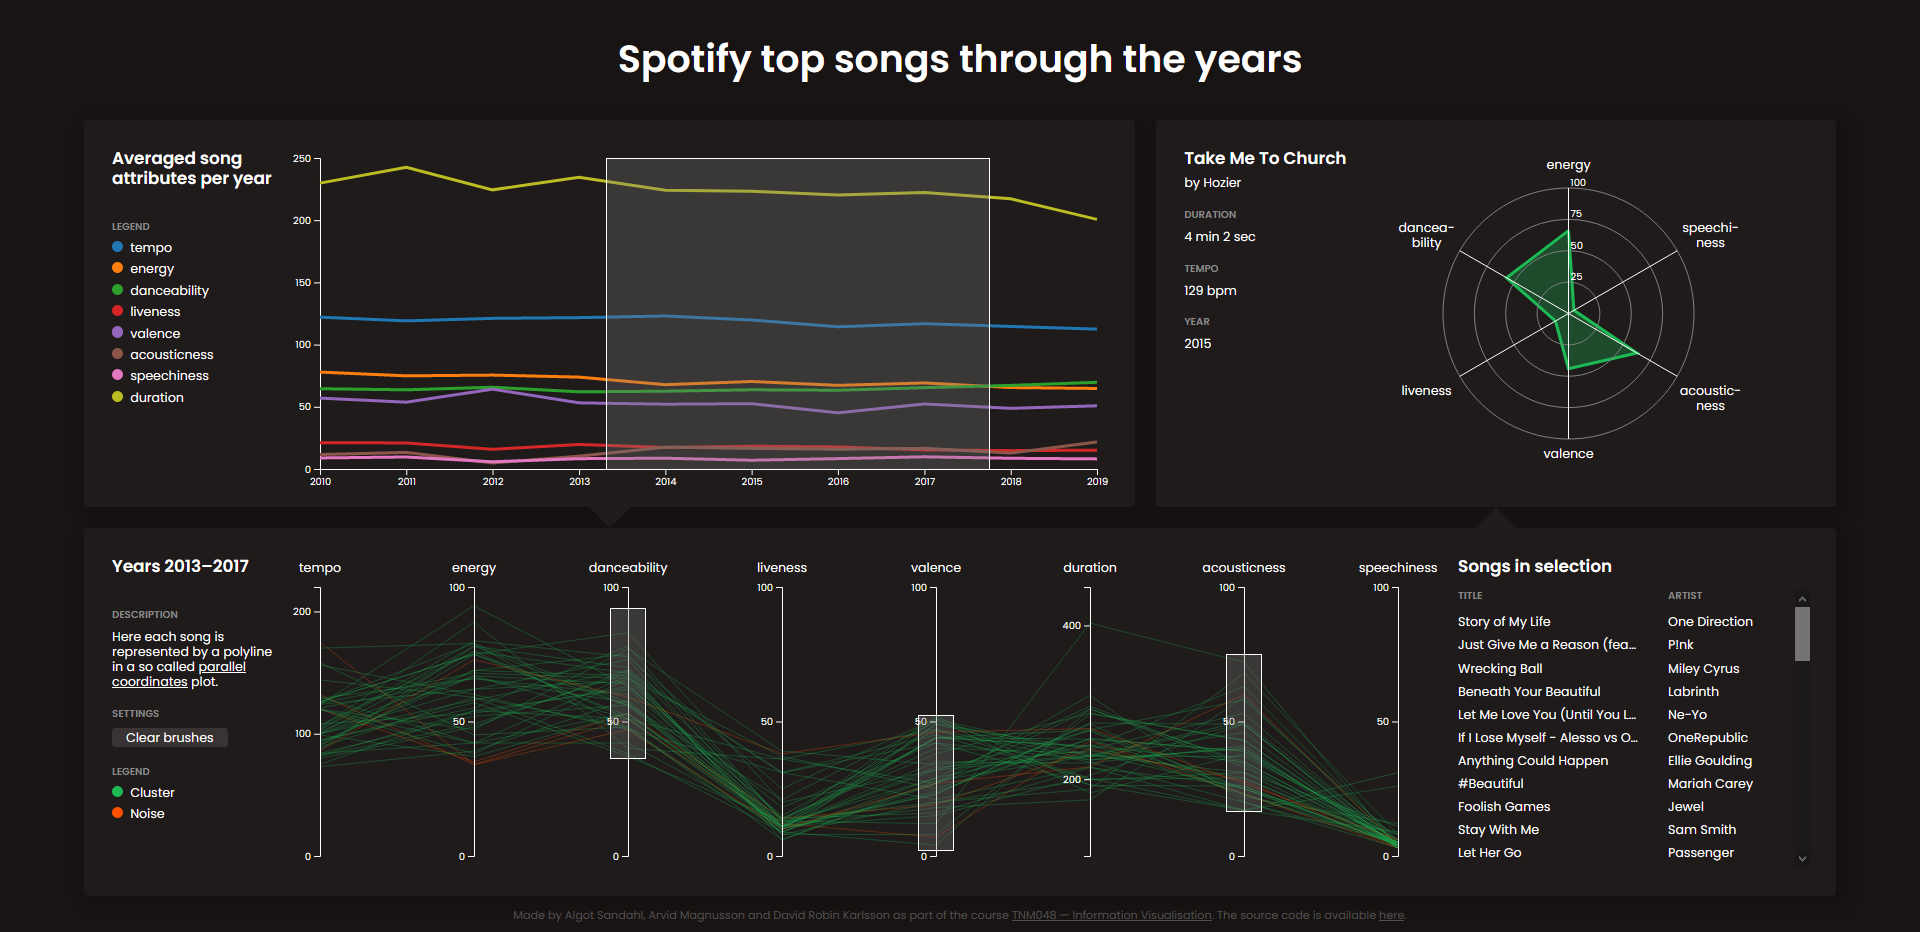 Spotify top songs through the years
Averaged song
attributes per year
LEGEND
tempo
energy
danceability
liveness
valence
acousticness
speechiness
duration
250
200
150
100
50
0
2010 2011 2012 2013 2014 2015 2016 2017 2018 2019
Take Me To Church
by Hozier
DURATION
4 min 2 sec
TEMPO
129 bpm
YEAR
2015
energy
100
75
50
25
speechi-
ness
acoustic-
ness
valence
liveness
dancea-
bility
Years 2013–2017
DESCRIPTION
Here each song is
represented by a polyline
in a so called parallel
coordinates plot.
SETTINGS
Clear brushes
LEGEND
Cluster
Noise
tempo energy danceability liveness valence duration acousticness speechiness
200
100
0
100
50
0
100
50
0
100
50
0
100
50
0
400
200
100
50
0
100
50
0
Songs in selection
TITLE ARTIST
Story of My Life One Direction
Just Give Me a Reason (fea... P!nk
Wrecking Ball Miley Cyrus
Beneath Your Beautiful Labrinth
Let Me Love You (Until You L... Ne-Yo
If I Lose Myself - Alesso vs O... OneRepublic
Anything Could Happen Ellie Goulding
#Beautiful Mariah Carey
Foolish Games Jewel
Stay With Me Sam Smith
Let Her Go Passenger
Made by Algot Sandahl, Arvid Magnusson and David Robin Karlsson as part of the course TNM048 — Information Visualisation. The source code is available here.